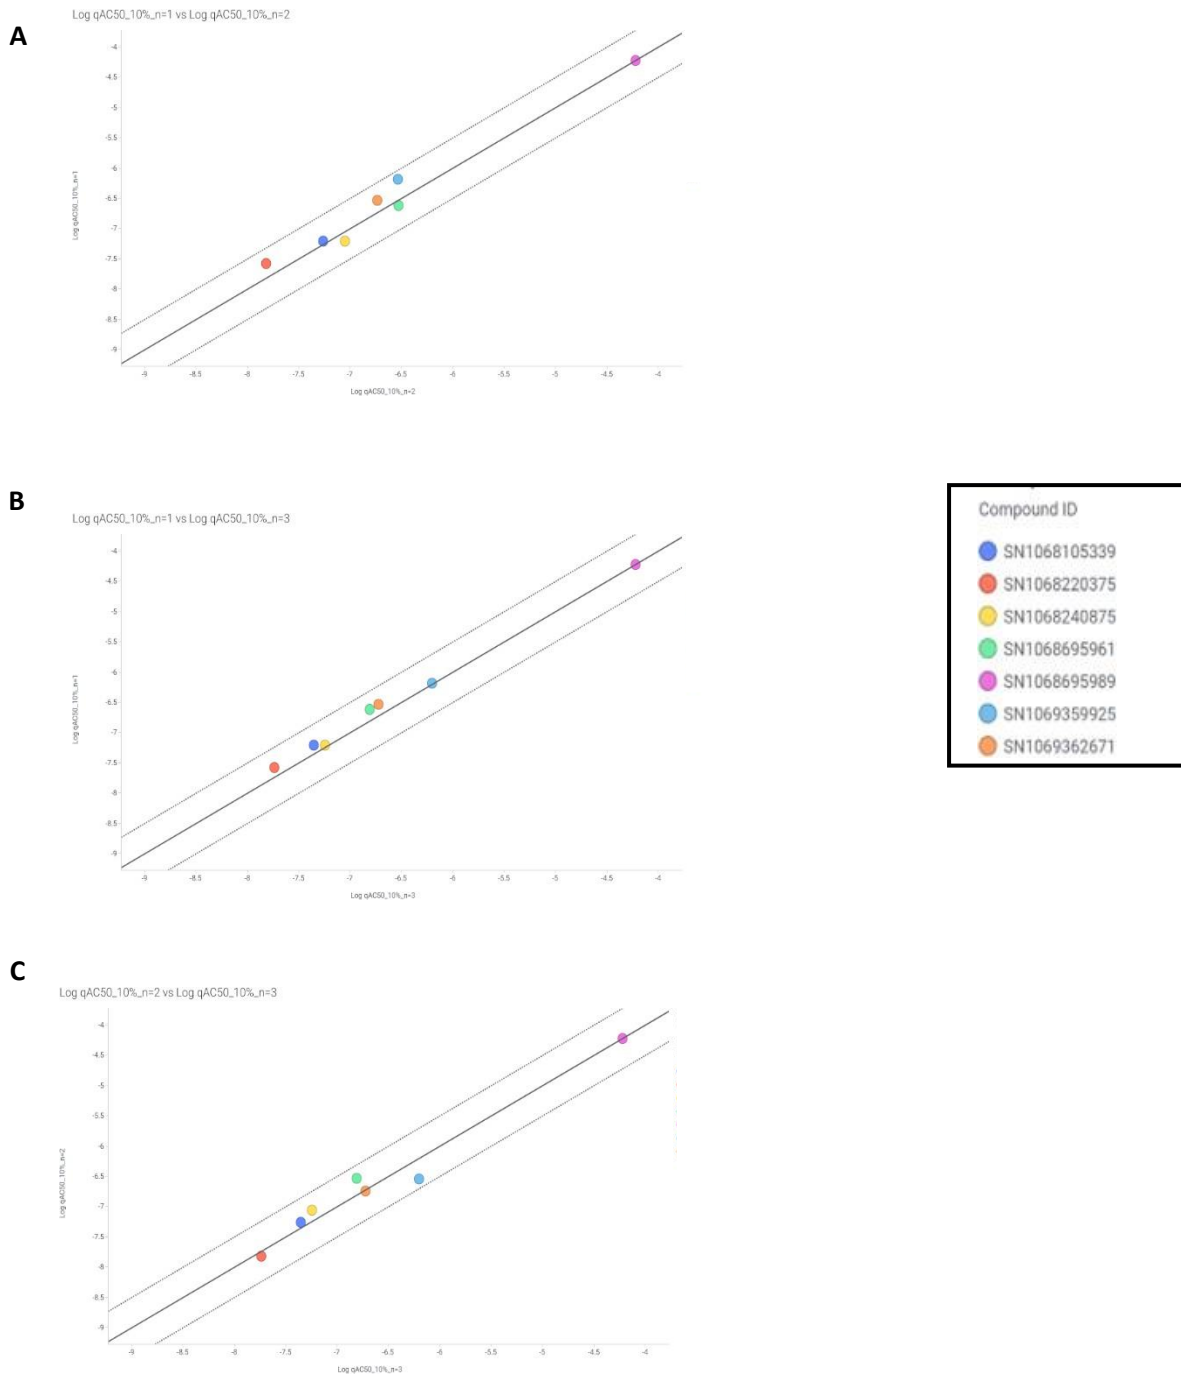 A
Log qAC50_10%_n=1 vs Log qAC50_10%_n=2
-4
-4.5
-5
-5.5
-6
-6.5
-7
-7.5
-8
-8.5
-9
Log qAC50_10%_n=1
-9 -8.5 -8 -7.5 -7 -6.5 -6 -5.5 -5 -4.5 -4
Log qAC50_10%_n=2
B
Log qAC50_10%_n=1 vs Log qAC50_10%_n=3
-4
-4.5
-5
-5.5
-6
-6.5
-7
-7.5
-8
-8.5
-9
Log qAC50_10%_n=1
-9 -8.5 -8 -7.5 -7 -6.5 -6 -5.5 -5 -4.5 -4
Log qAC50_10%_n=3
Compound ID
SN1068105339
SN1068220375
SN1068240875
SN1068695961
SN1068695989
SN1069359925
SN1069362671
C
Log qAC50_10%_n=2 vs Log qAC50_10%_n=3
-4
-4.5
-5
-5.5
-6
-6.5
-7
-7.5
-8
-8.5
-9
Log qAC50_10%_n=2
-9 -8.5 -8 -7.5 -7 -6.5 -6 -5.5 -5 -4.5 -4
Log qAC50_10%_n=3